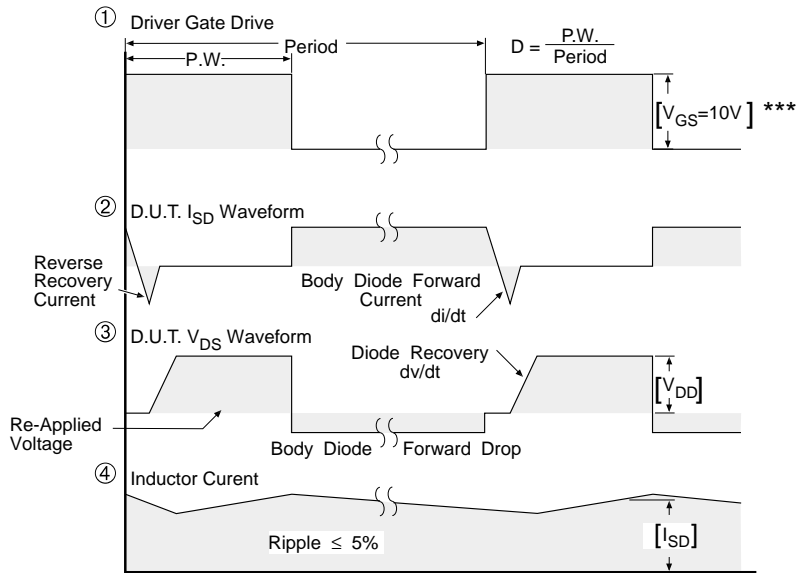 ① Driver Gate Drive
Period
P.W.
D = P.W.
Period
[VGS=10V] ***
② D.U.T. ISD Waveform
Reverse
Recovery
Current
Body Diode Forward
Current
di/dt
③ D.U.T. VDS Waveform
Diode Recovery
dv/dt
[VDD]
Re-Applied
Voltage
Body Diode Forward Drop
④ Inductor Curent
Ripple ≤ 5%
[ISD]